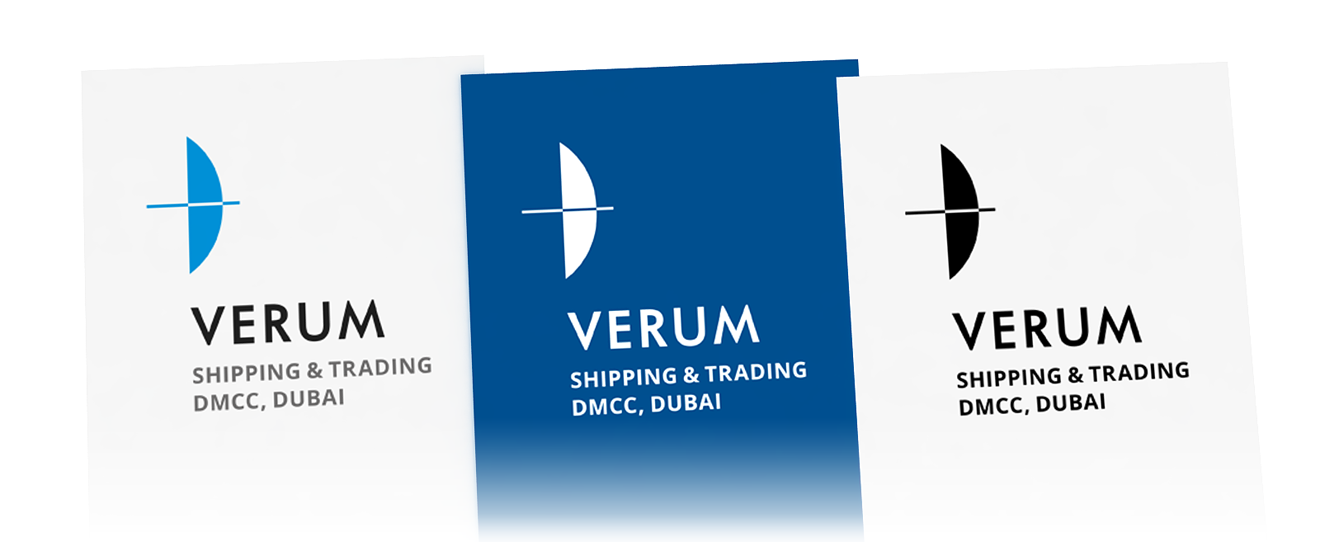 VERUM
SHIPPING & TRADING
DMCC, DUBAI
VERUM
SHIPPING & TRADING
DMCC, DUBAI
VERUM
SHIPPING & TRADING
DMCC, DUBAI